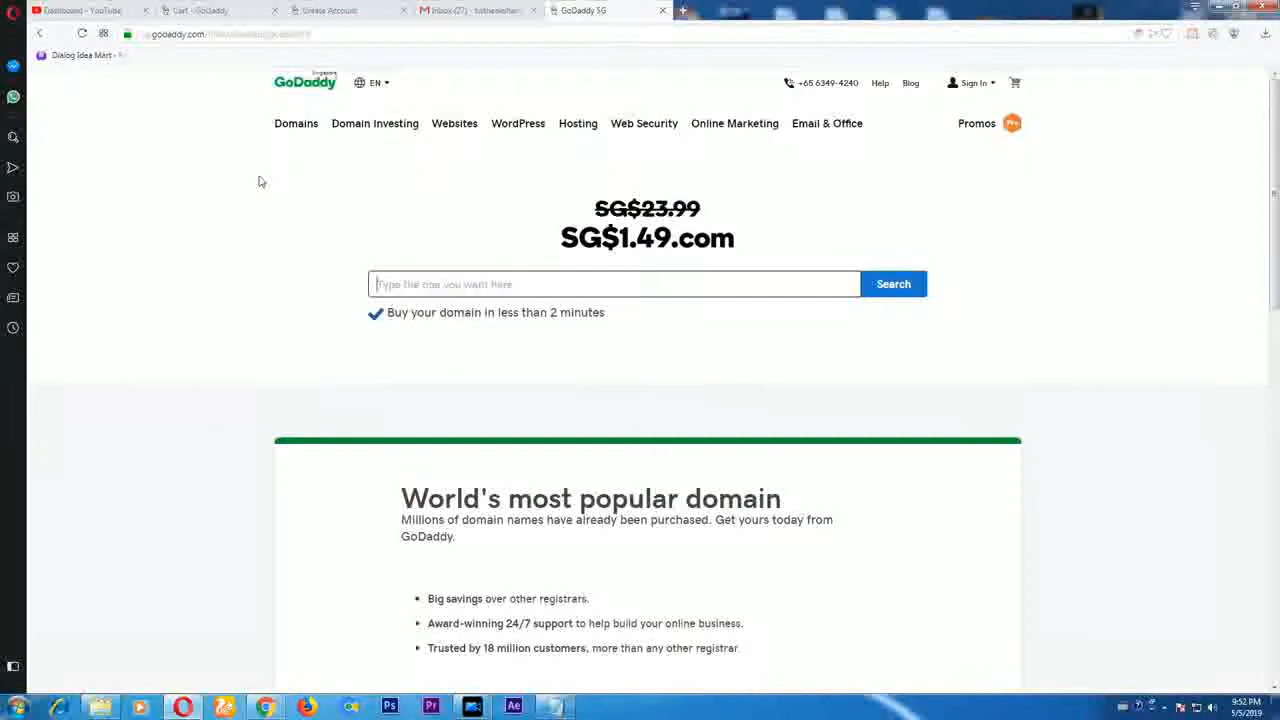 Dashboard - YouTube
Cart - GoDaddy
Create Account
GoDaddy SG
godaddy.com
Dialog Idea Mart -
Singapore
GoDaddy
EN
+65 6349-4240
Help
Blog
Sign In
Domains
Domain Investing
Websites
WordPress
Hosting
Web Security
Online Marketing
Email & Office
Promos
Pro
SG$23.99
SG$1.49.com
Type the one you want here
Search
Buy your domain in less than 2 minutes
World's most popular domain
Millions of domain names have already been purchased. Get yours today from
GoDaddy.
Big savings over other registrars.
Award-winning 24/7 support to help build your online business.
Trusted by 18 million customers, more than any other registrar.
Ps
Pr
Ae
9:52 PM
5/5/2019